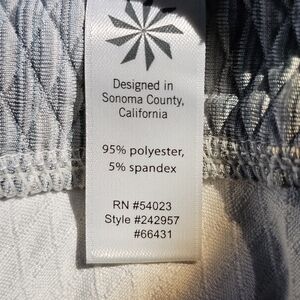 Designed in
Sonoma County,
California
95% polyester,
5% spandex
RN #54023
Style #242957
#66431